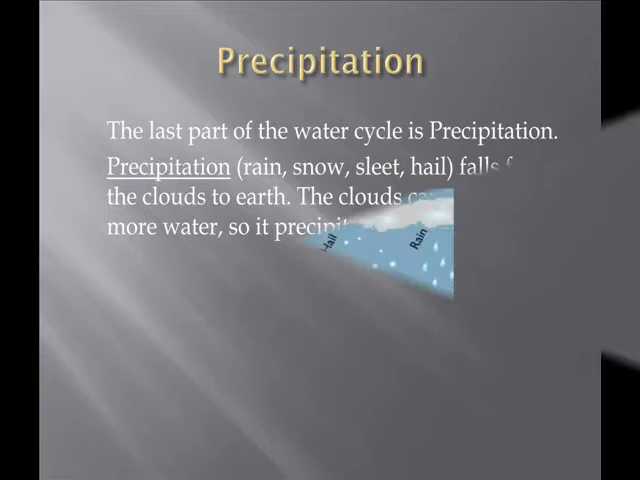 Precipitation
The last part of the water cycle is Precipitation.
Precipitation (rain, snow, sleet, hail) falls
the clouds to earth. The clouds
more water, so it
Hail
Rain